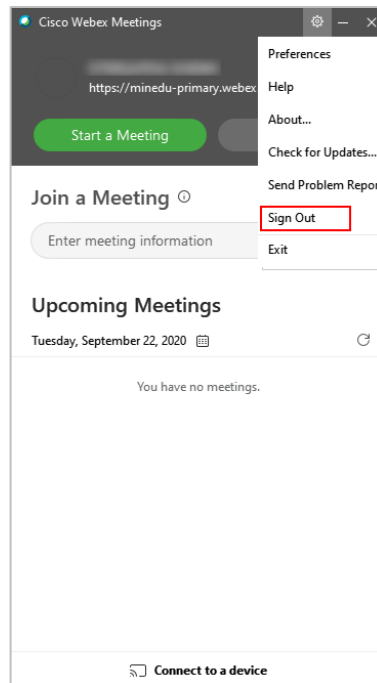 Cisco Webex Meetings
Preferences
https://minedu-primary.webex
Help
About...
Start a Meeting
Check for Updates...
Send Problem Repor
Join a Meeting
Sign Out
Enter meeting information
Exit
Upcoming Meetings
Tuesday, September 22, 2020
You have no meetings.
Connect to a device